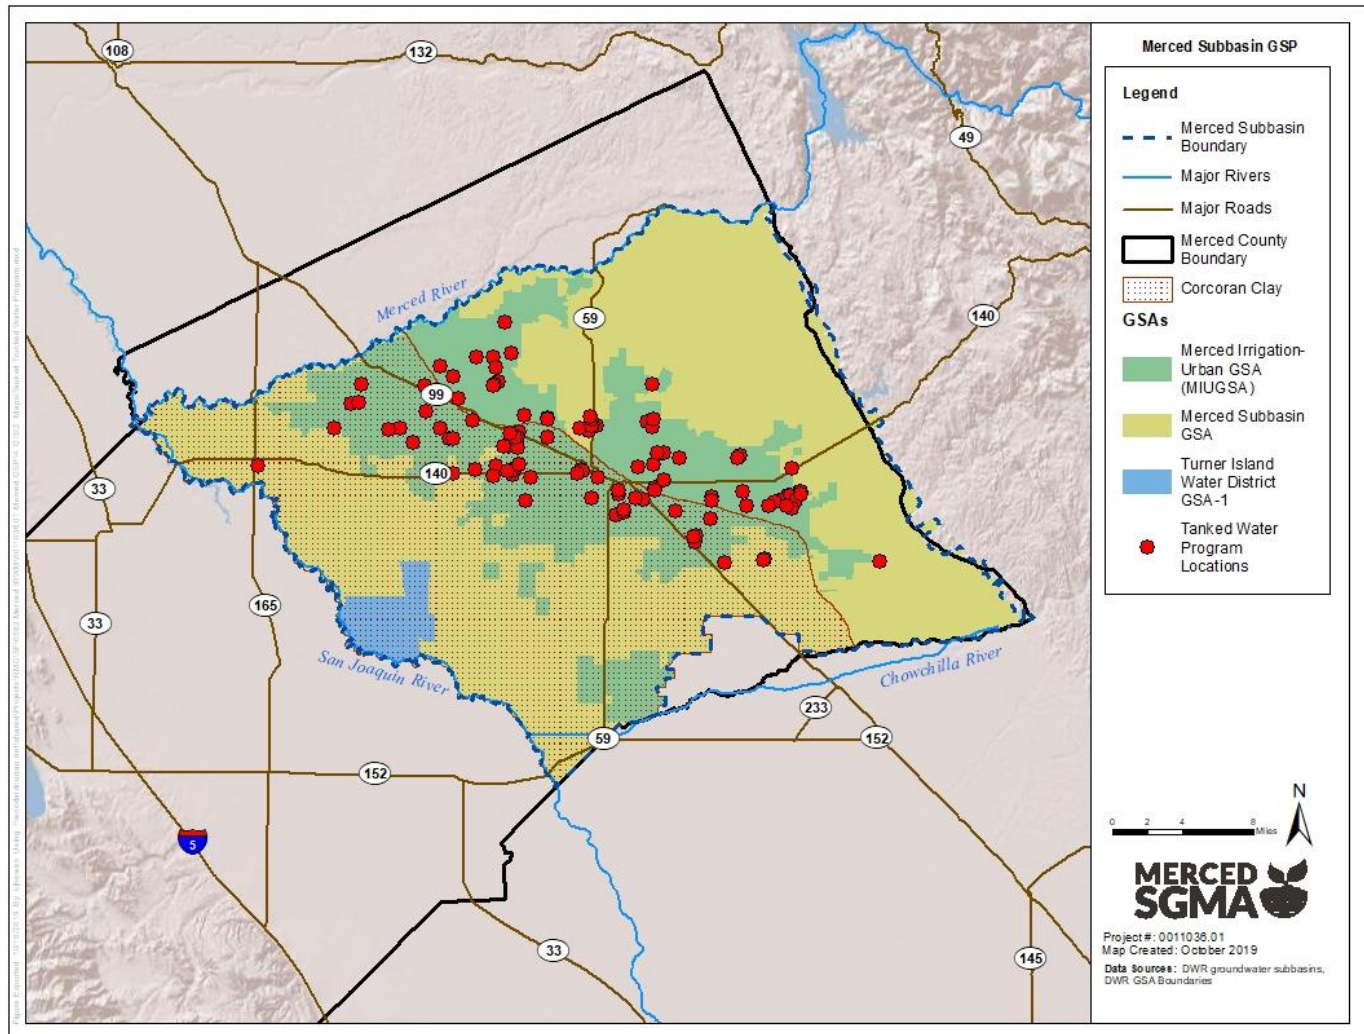 Merced Subbasin GSP
Legend
Merced Subbasin
Boundary
Major Rivers
Major Roads
Merced County
Boundary
Corcoran Clay
GSAs
Merced Irrigation-
Urban GSA
(MIUGSA)
Merced Subbasin
GSA
Turner Island
Water District
GSA-1
Tanked Water
Program
Locations
108
132
49
Merced River
59
140
99
140
33
165
33
San Joaquin River
Chowchilla River
233
59
152
152
5
33
145
N
0 2 4 8
Miles
MERCED
SGMA
Project #: 0011036.01
Map Created: October 2019
Data Sources: DWR groundwater subbasins,
DWR GSA Boundaries